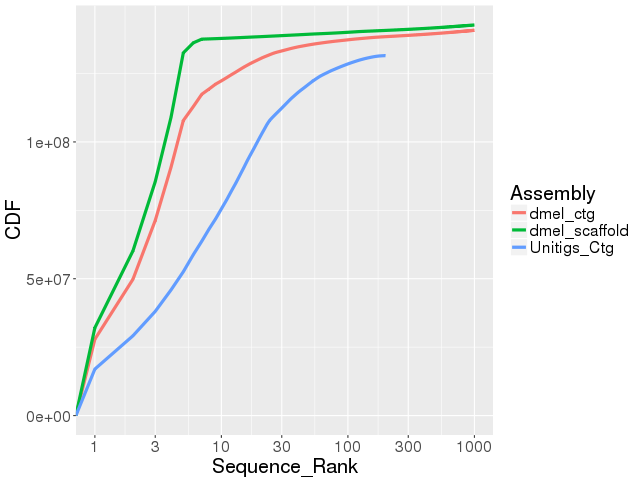 CDF
1e+08
5e+07
0e+00
1 3 10 30 100 300 1000
Sequence_Rank
Assembly
dmel_ctg
dmel_scaffold
Unitigs_Ctg